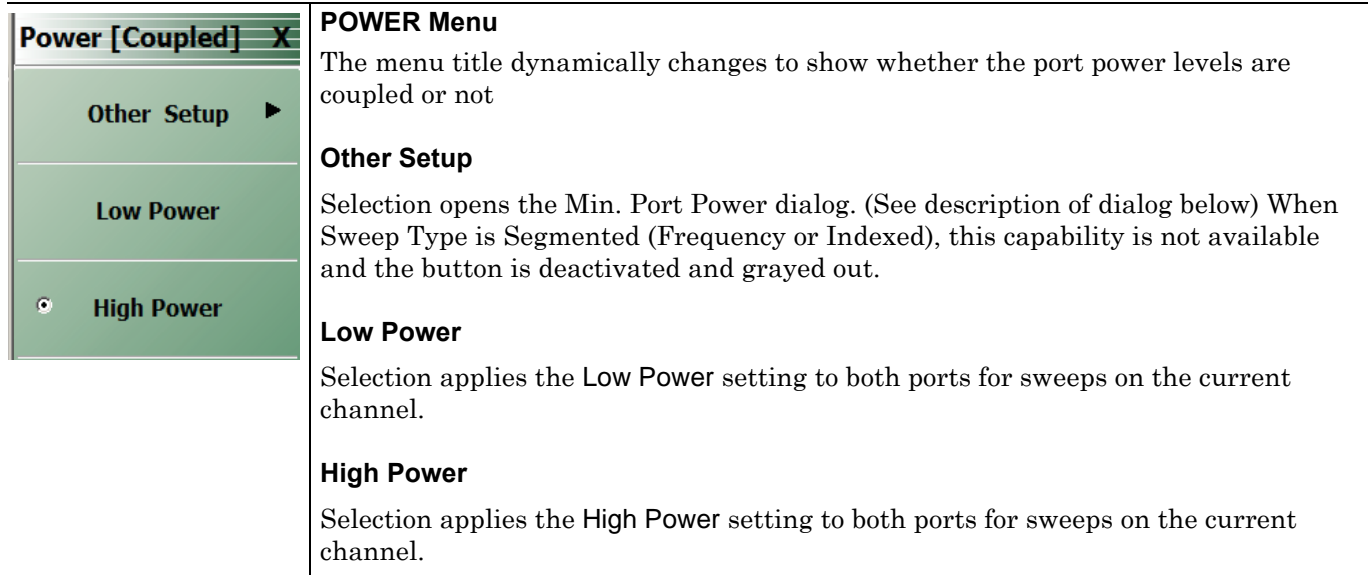 Power [Coupled] X
Other Setup
Low Power
High Power
POWER Menu
The menu title dynamically changes to show whether the port power levels are
coupled or not
Other Setup
Selection opens the Min. Port Power dialog. (See description of dialog below) When
Sweep Type is Segmented (Frequency or Indexed), this capability is not available
and the button is deactivated and grayed out.
Low Power
Selection applies the Low Power setting to both ports for sweeps on the current
channel.
High Power
Selection applies the High Power setting to both ports for sweeps on the current
channel.